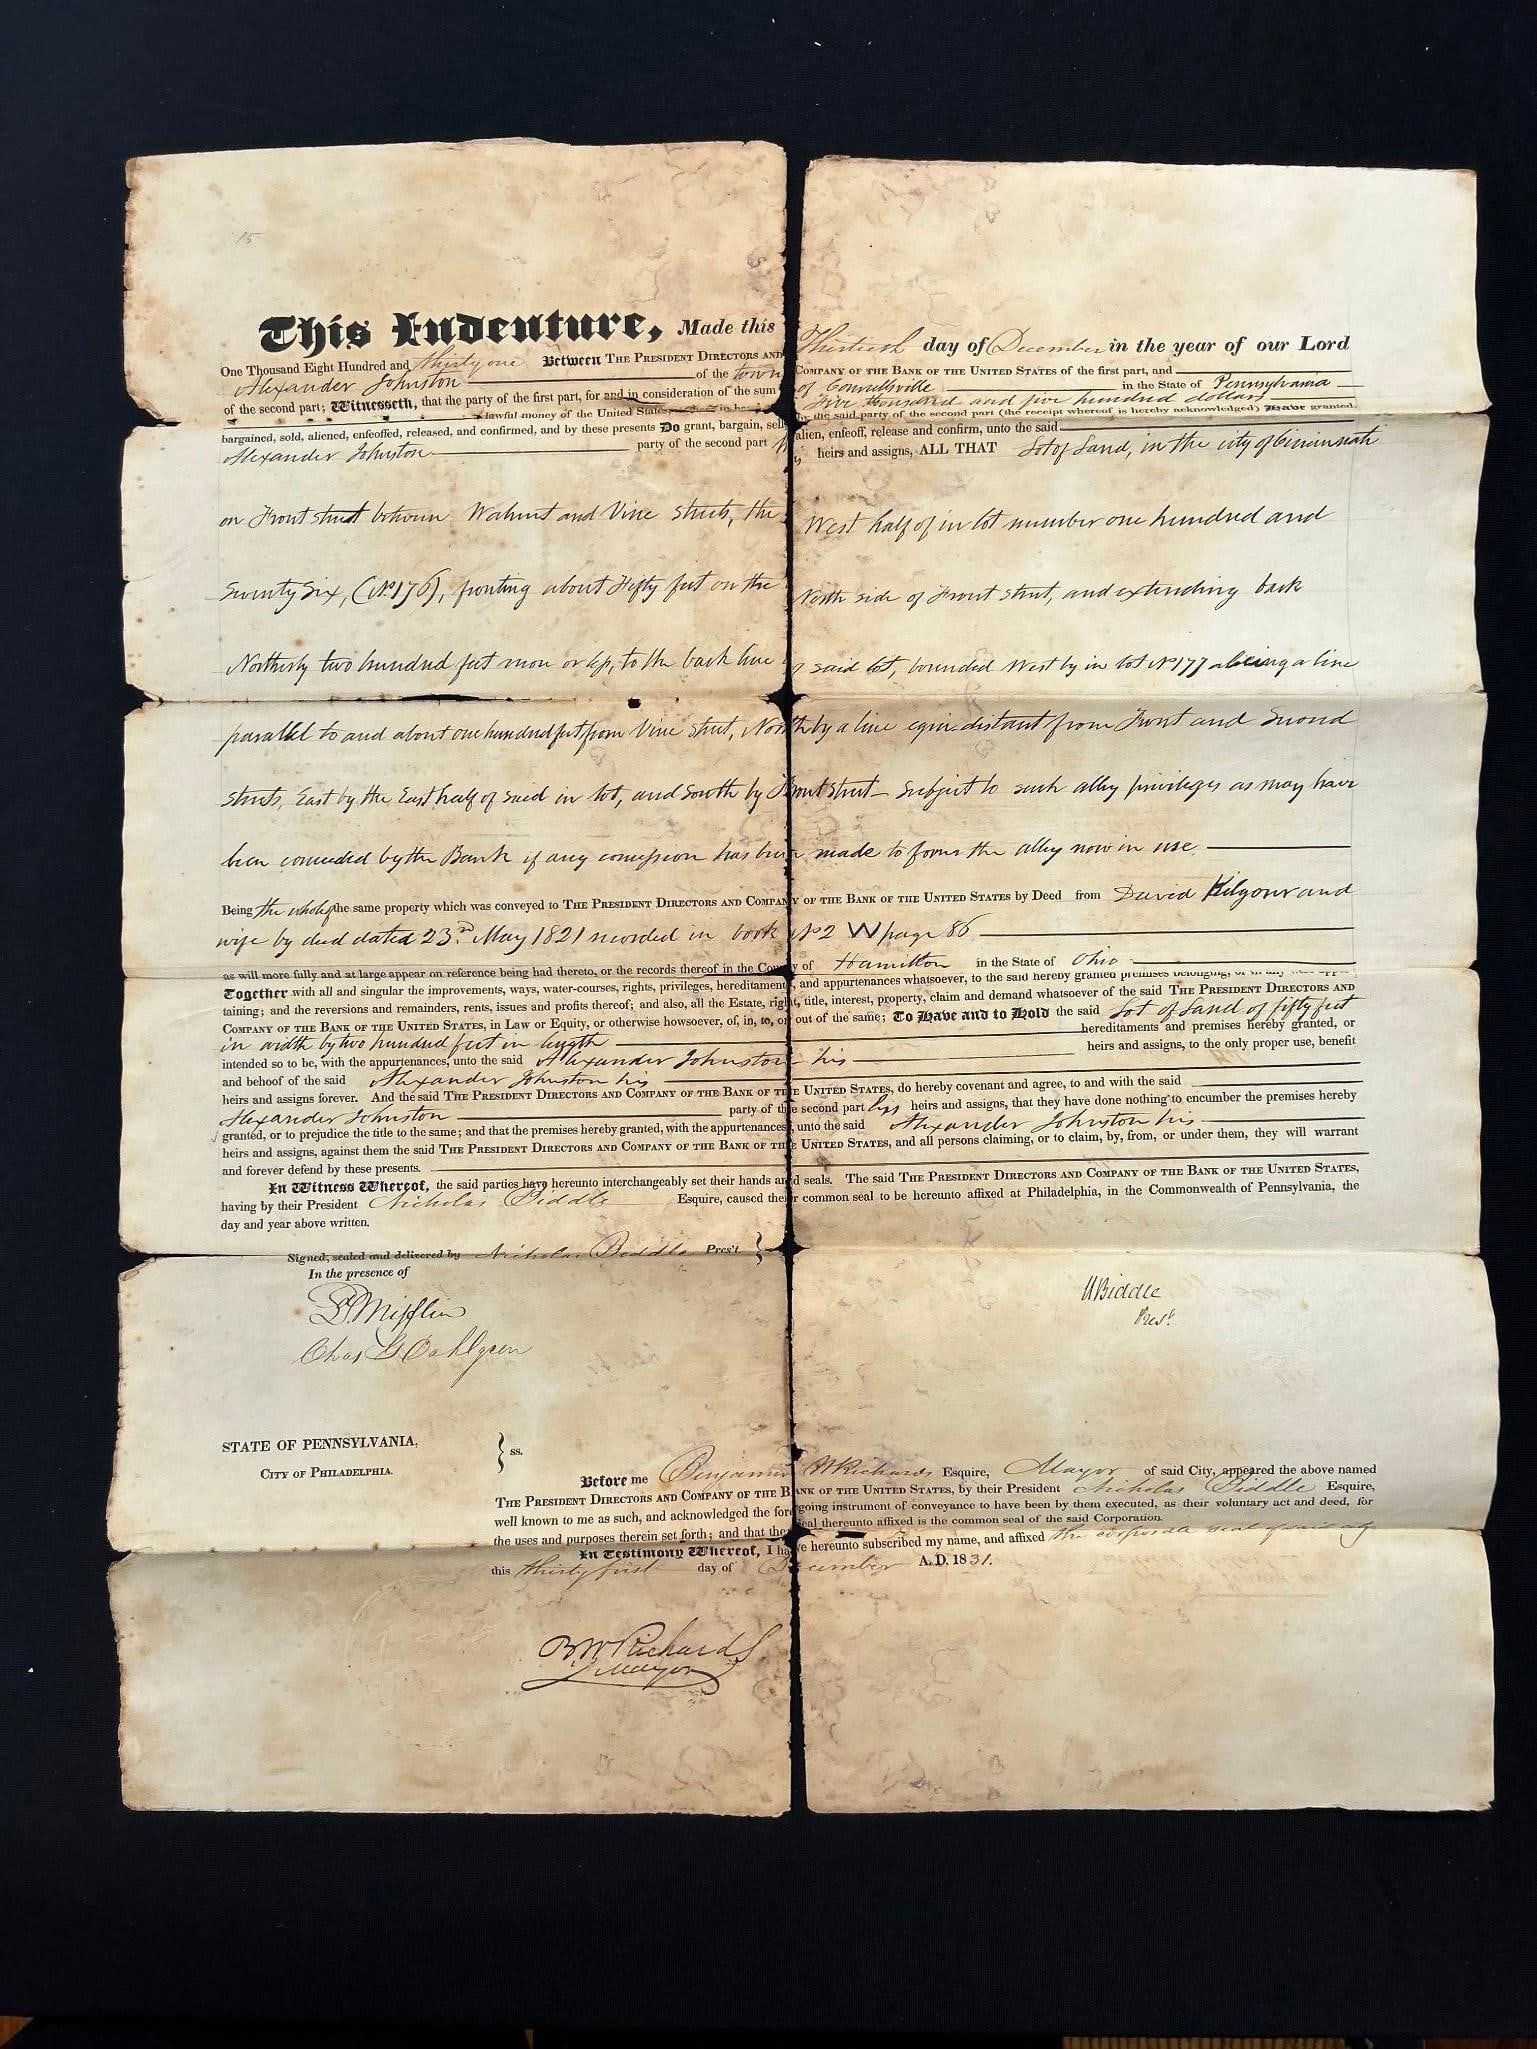 15
This Indenture, Made this Thirtieth day of December in the year of our Lord
One Thousand Eight Hundred and thirty one Between THE PRESIDENT DIRECTORS AND COMPANY OF THE BANK OF THE UNITED STATES of the first part, and
Alexander Johnston of the town of Connellsville in the State of Pennsylvania
of the second part; Witnesseth, that the party of the first part, for and in consideration of the sum Five thousand and five hundred dollars
lawful money of the United States, in hand by the said party of the second part (the receipt whereof is hereby acknowledged) Have granted,
bargained, sold, aliened, enfeoffed, released, and confirmed, and by these presents Do grant, bargain, sell alien, enfeoff, release and confirm, unto the said
Alexander Johnston party of the second part heirs and assigns, ALL THAT Lot of Land, in the city of Cincinnati
on Front street between Walnut and Vine streets, the West half of in lot number one hundred and
Seventy Six, (No 176), fronting about Fifty feet on the North side of Front street, and extending back
Northerly two hundred feet more or less, to the back line said lot, bounded West by in lot No 177 a line
parallel to and about one hundred feet from Vine street, North by a line equi-distant from Front and Second
streets, East by the East half of said in lot, and South by Front Street – Subject to such alley privileges as may have
been conceeded by the Bank if any concession has been made to form the alley now in use.
Being the whole of the same property which was conveyed to THE PRESIDENT DIRECTORS AND COMPANY OF THE BANK OF THE UNITED STATES by Deed from David Kilgour and
wife by deed dated 23rd May 1821 recorded in book No 2 W page 86
as will more fully and at large appear on reference being had thereto, or the records thereof in the County of Hamilton in the State of Ohio
Together with all and singular the improvements, ways, water-courses, rights, privileges, hereditaments, and appurtenances whatsoever, to the said hereby granted premises belonging, or in any wise apper-
taining; and the reversions and remainders, rents, issues and profits thereof; and also, all the Estate, right, title, interest, property, claim and demand whatsoever of the said THE PRESIDENT DIRECTORS AND
COMPANY OF THE BANK OF THE UNITED STATES, in Law or Equity, or otherwise howsoever, of, in, to, or out of the same; To Have and to Hold the said Lot of Land of fifty feet
in width by two hundred feet in length hereditaments and premises hereby granted, or
intended so to be, with the appurtenances, unto the said Alexander Johnston his heirs and assigns, to the only proper use, benefit
and behoof of the said Alexander Johnston his
heirs and assigns forever. And the said THE PRESIDENT DIRECTORS AND COMPANY OF THE BANK OF THE UNITED STATES, do hereby covenant and agree, to and with the said
Alexander Johnston party of the second part his heirs and assigns, that they have done nothing to encumber the premises hereby
granted, or to prejudice the title to the same; and that the premises hereby granted, with the appurtenances, unto the said Alexander Johnston his
heirs and assigns, against them the said THE PRESIDENT DIRECTORS AND COMPANY OF THE BANK OF THE UNITED STATES, and all persons claiming, or to claim, by, from, or under them, they will warrant
and forever defend by these presents.
In Witness Whereof, the said parties have hereunto interchangeably set their hands and seals. The said THE PRESIDENT DIRECTORS AND COMPANY OF THE BANK OF THE UNITED STATES,
having by their President Nicholas Biddle Esquire, caused their common seal to be hereunto affixed at Philadelphia, in the Commonwealth of Pennsylvania, the
day and year above written.
Signed, sealed and delivered by Nicholas Biddle Pres't.
In the presence of
N Biddle
Prest.
Mifflin
Chas G Dahlgren
STATE OF PENNSYLVANIA,
CITY OF PHILADELPHIA.
ss.
Before me Benjamin W Richards Esquire, Mayor of said City, appeared the above named
THE PRESIDENT DIRECTORS AND COMPANY OF THE BANK OF THE UNITED STATES, by their President Nicholas Biddle Esquire,
well known to me as such, and acknowledged the foregoing instrument of conveyance to have been by them executed, as their voluntary act and deed, for
the uses and purposes therein set forth; and that the seal thereunto affixed is the common seal of the said Corporation.
In Testimony Whereof, I have hereunto subscribed my name, and affixed the corporate seal of said city
this thirty first day of December A. D. 1831.
B W Richards
Mayor